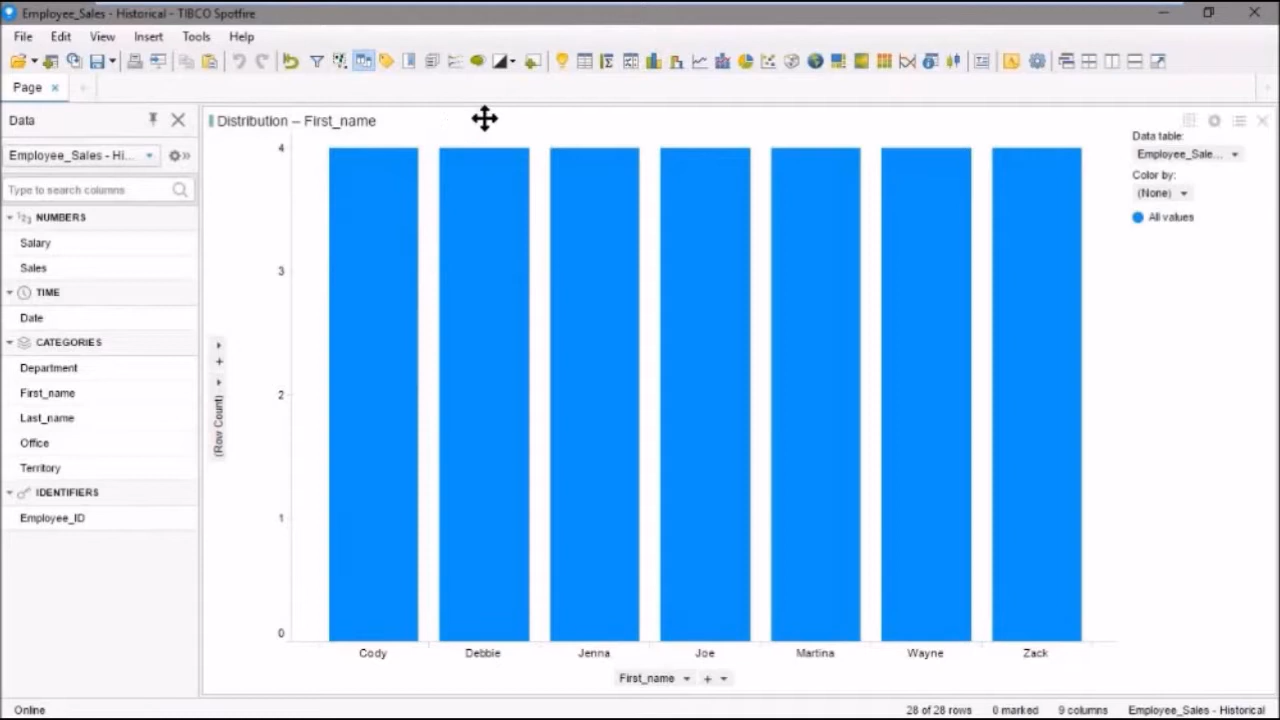 Employee_Sales - Historical - TIBCO Spotfire
File Edit View Insert Tools Help
Page
Data
Employee_Sales - Hi...
Type to search columns
NUMBERS
Salary
Sales
TIME
Date
CATEGORIES
Department
First_name
Last_name
Office
Territory
IDENTIFIERS
Employee_ID
Distribution – First_name
4
3
2
1
0
(Row Count)
Cody Debbie Jenna Joe Martina Wayne Zack
First_name
Data table:
Employee_Sale...
Color by:
(None)
All values
Online
28 of 28 rows 0 marked 9 columns Employee_Sales - Historical